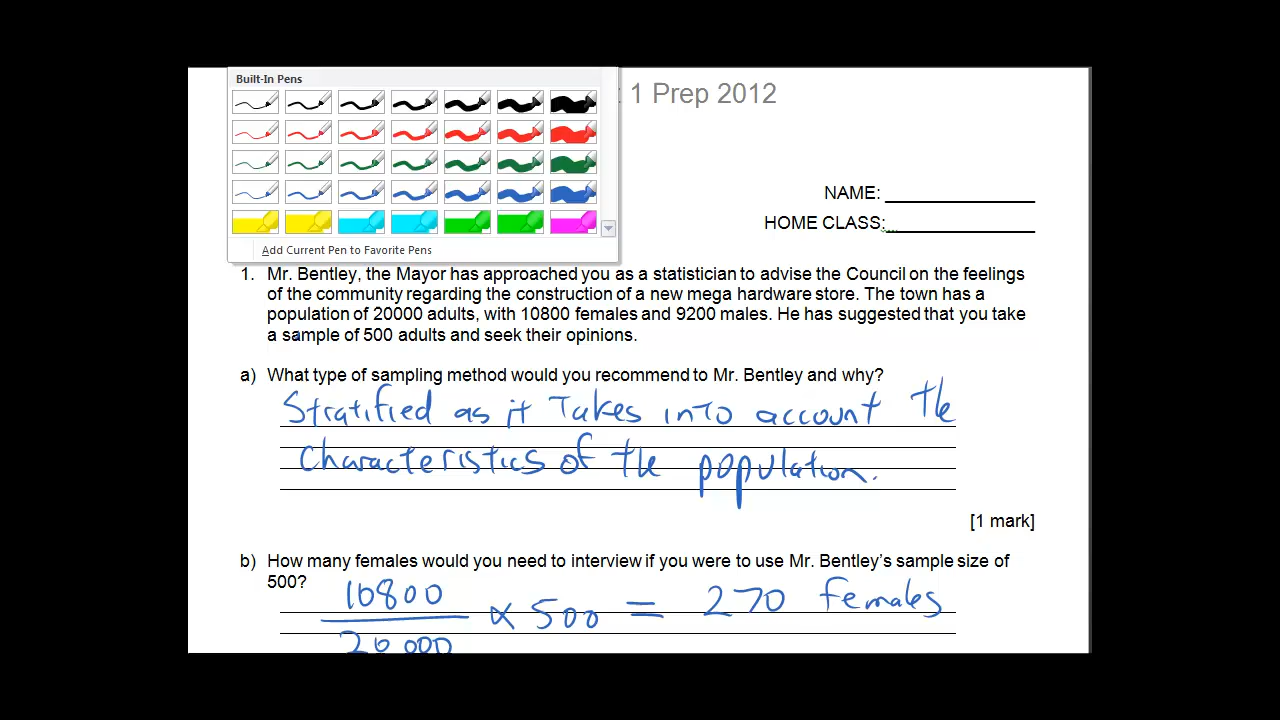 Built-In Pens
Add Current Pen to Favorite Pens
1 Prep 2012
NAME:
HOME CLASS:
1. Mr. Bentley, the Mayor has approached you as a statistician to advise the Council on the feelings
of the community regarding the construction of a new mega hardware store. The town has a
population of 20000 adults, with 10800 females and 9200 males. He has suggested that you take
a sample of 500 adults and seek their opinions.
a) What type of sampling method would you recommend to Mr. Bentley and why?
Stratified as it takes into account the
characteristics of the population.
[1 mark]
b) How many females would you need to interview if you were to use Mr. Bentley's sample size of
500?
10800
× 500 = 270 females
20000